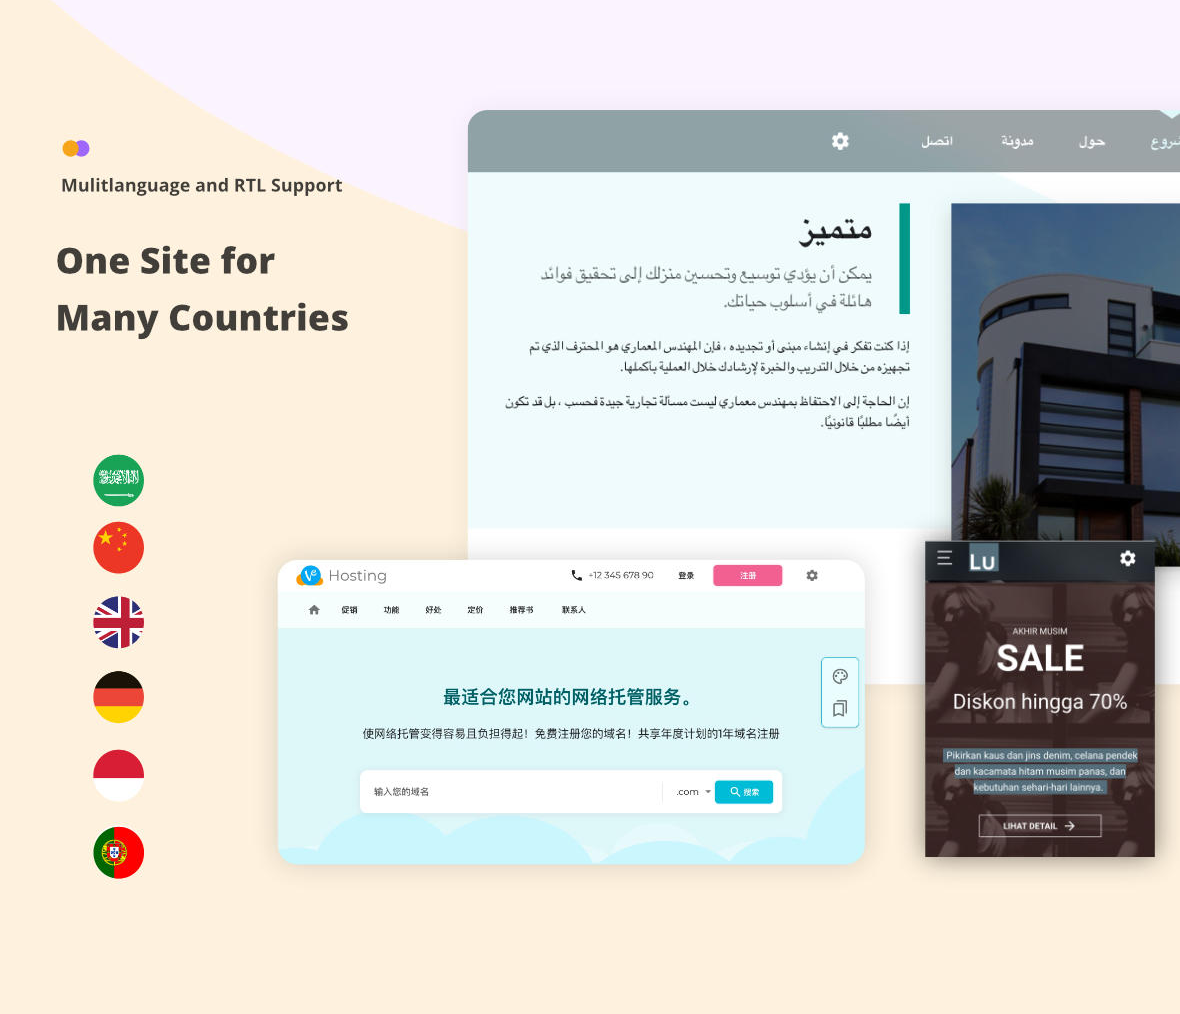 Mulitlanguage and RTL Support
One Site for
Many Countries
اتصل
مدونة
حول
متميز
يمكن أن يؤدي توسيع وتحسين منزلك إلى تحقيق فوائد
هائلة في أسلوب حياتك.
إذا كنت تفكر في إنشاء مبنى أو تجديده ، فإن المهندس المعماري هو المحترف الذي تم
تجهيزه من خلال التدريب والخبرة لإرشادك خلال العملية بأكملها.
إن الحاجة إلى الاحتفاظ بمهندس معماري ليست مسألة تجارية جيدة فحسب ، بل قد تكون
أيضًا مطلبًا قانونيًا.
Ve Hosting
+12 345 678 90
登录
注册
促销
功能
好处
定价
推荐书
联系人
最适合您网站的网络托管服务。
使网络托管变得容易且负担得起！免费注册您的域名！共享年度计划的1年域名注册
输入您的域名
.com
搜索
Lu
AKHIR MUSIM
SALE
Diskon hingga 70%
Pikirkan kaus dan jins denim, celana pendek
dan kacamata hitam musim panas, dan
kebutuhan sehari-hari lainnya.
LIHAT DETAIL →